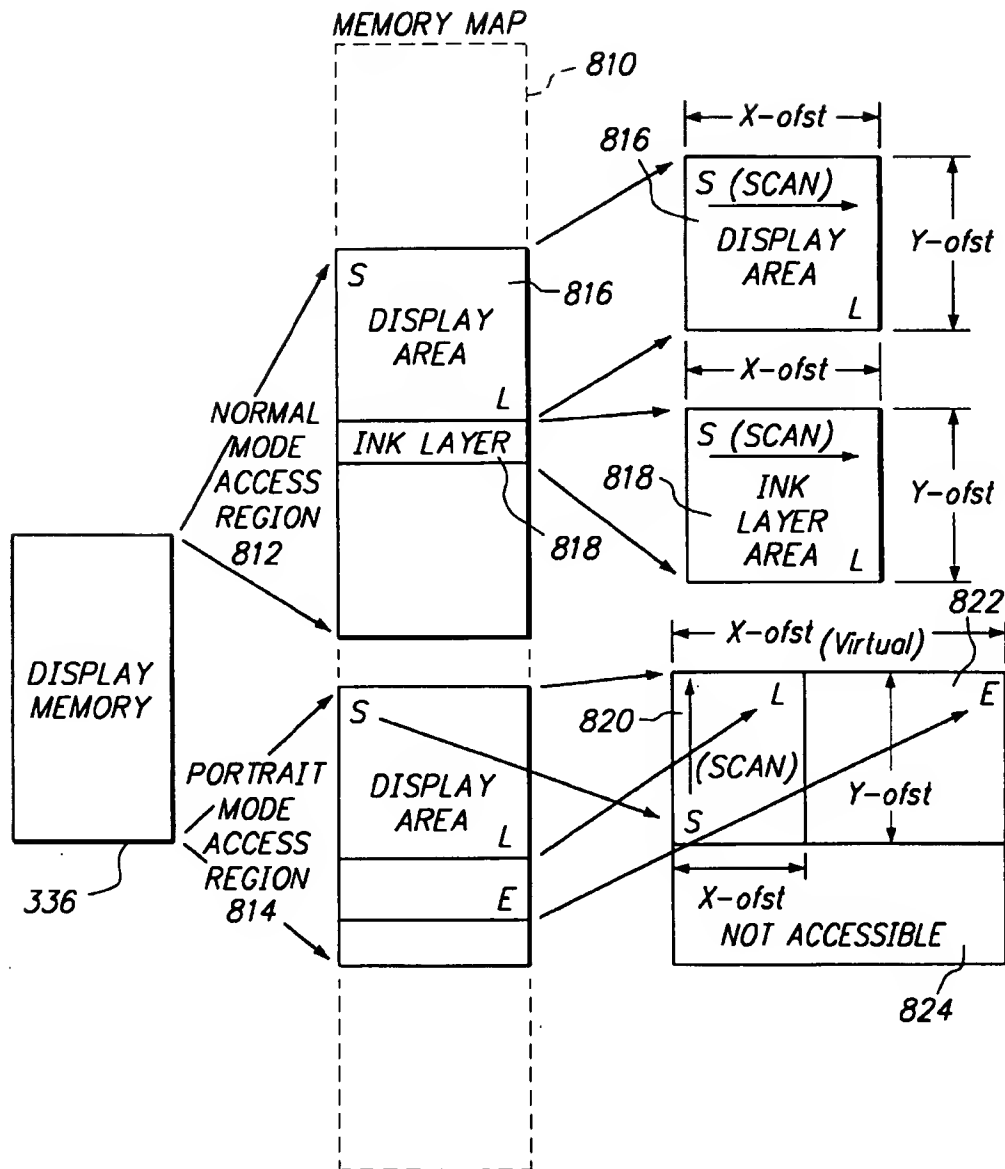 MEMORY MAP
810
X-ofst
816
S (SCAN)
DISPLAY
AREA
L
Y-ofst
S
816
DISPLAY
AREA
L
INK LAYER
818
X-ofst
S (SCAN)
818
INK
LAYER
AREA
L
Y-ofst
NORMAL
MODE
ACCESS
REGION
812
DISPLAY
MEMORY
336
PORTRAIT
MODE
ACCESS
REGION
814
S
DISPLAY
AREA
L
E
822
X-ofst (Virtual)
820
L
E
(SCAN)
Y-ofst
S
X-ofst
NOT ACCESSIBLE
824